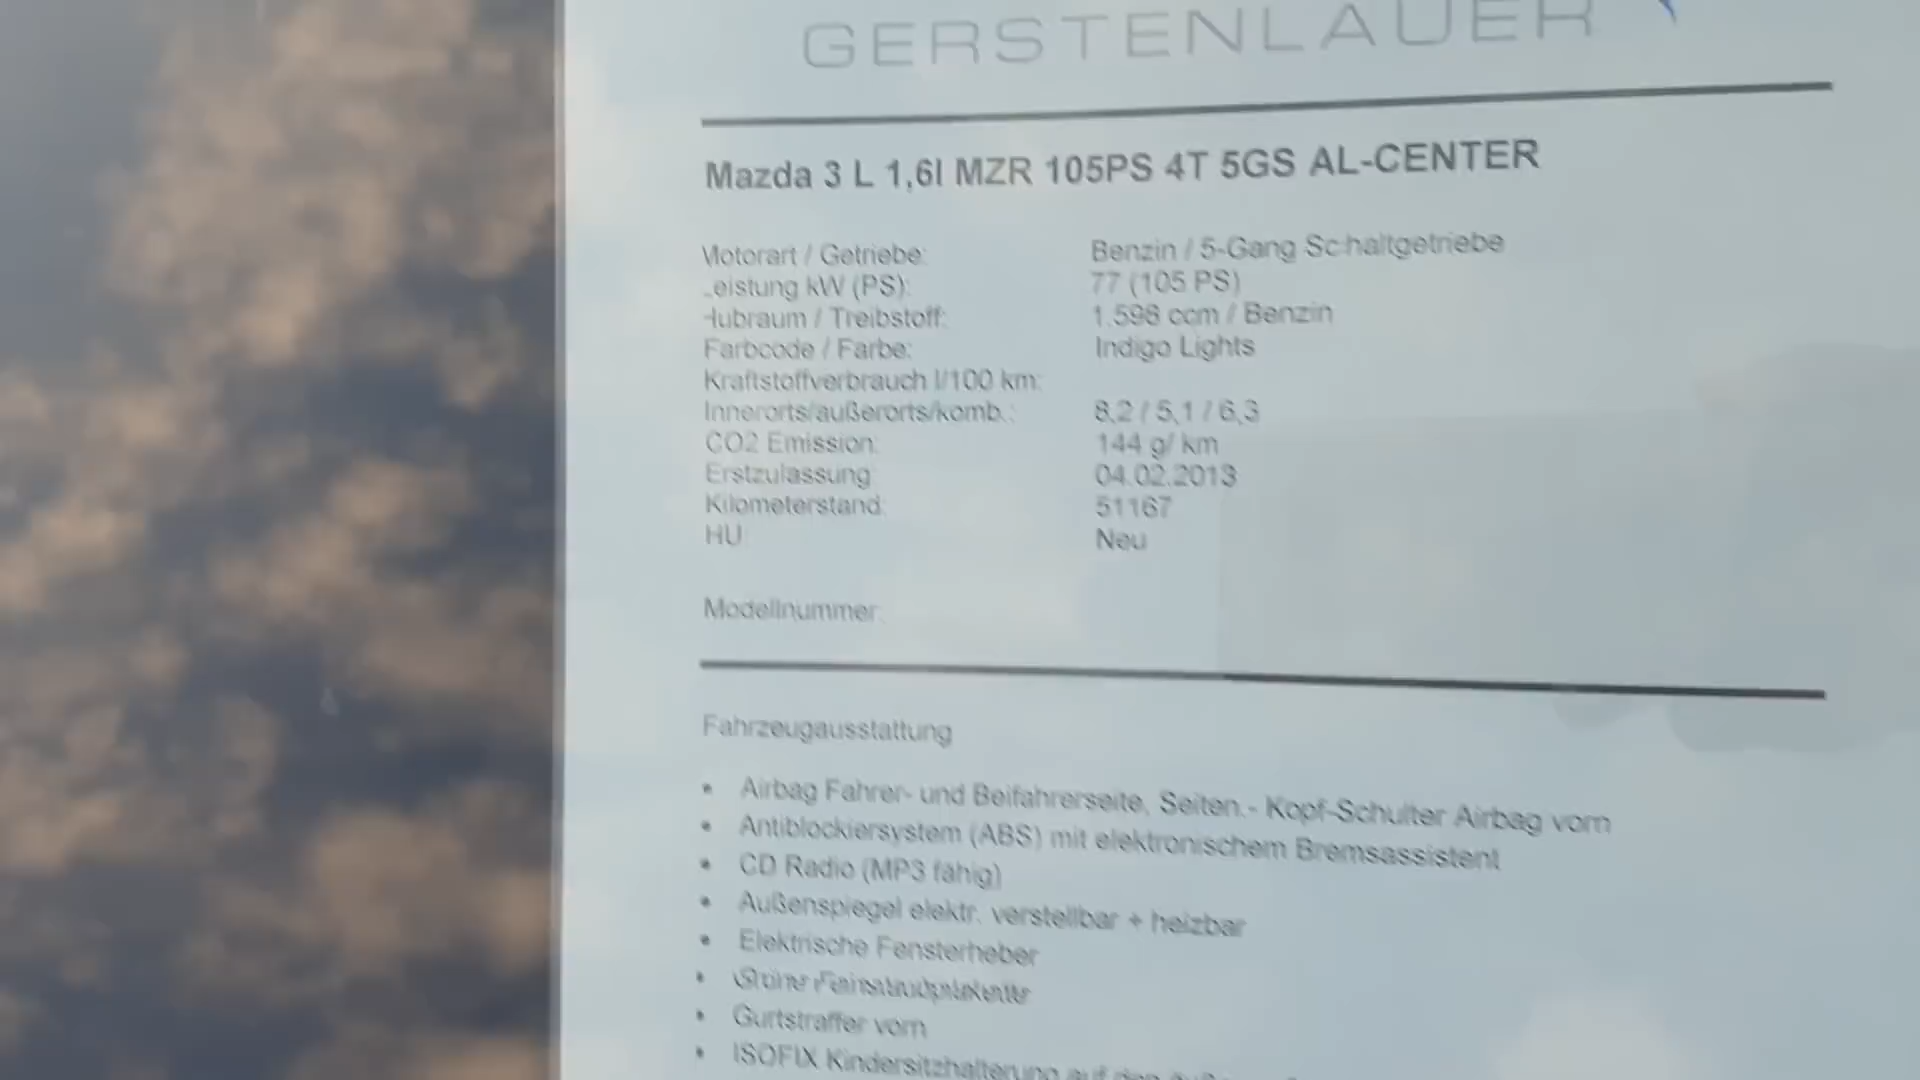 GERSTENLAUER
Mazda 3 L 1,6l MZR 105PS 4T 5GS AL-CENTER
Motorart / Getriebe: Benzin / 5-Gang Schaltgetriebe
Leistung kW (PS): 77 (105 PS)
Hubraum / Treibstoff: 1.598 ccm / Benzin
Farbcode / Farbe: Indigo Lights
Kraftstoffverbrauch l/100 km:
Innerorts/außerorts/komb.: 8,2 / 5,1 / 6,3
CO2 Emission: 144 g/ km
Erstzulassung 04.02.2013
Kilometerstand: 51167
HU: Neu
Modellnummer:
Fahrzeugausstattung
• Airbag Fahrer- und Beifahrerseite, Seiten.- Kopf-Schulter Airbag vorn
• Antiblockiersystem (ABS) mit elektronischem Bremsassistent
• CD Radio (MP3 fähig)
• Außenspiegel elektr. verstellbar + heizbar
• Elektrische Fensterheber
• Grüne Feinstaubplakette
• Gurtstraffer vorn
• ISOFIX Kindersitzhalterung auf den